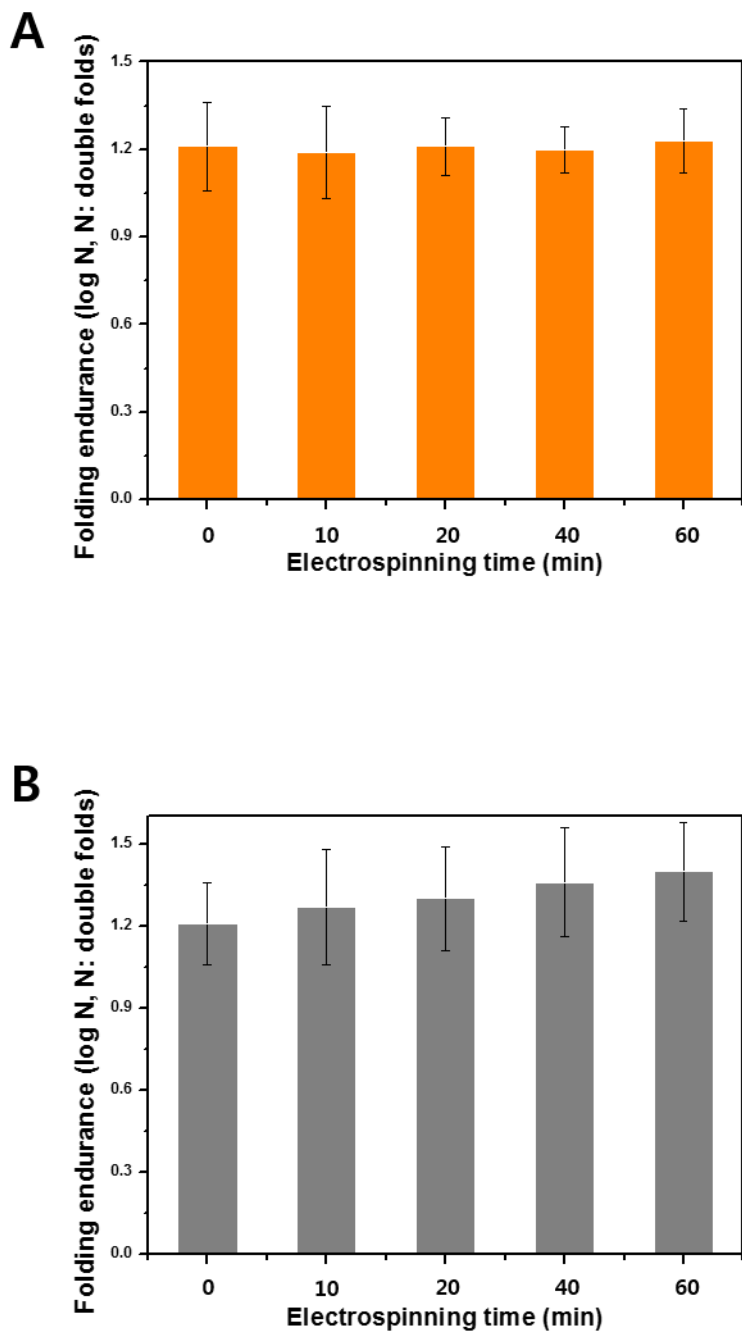 A
Folding endurance (log N, N: double folds)
1.5
1.2
0.9
0.6
0.3
0.0
0 10 20 40 60
Electrospinning time (min)
B
Folding endurance (log N, N: double folds)
1.5
1.2
0.9
0.6
0.3
0.0
0 10 20 40 60
Electrospinning time (min)